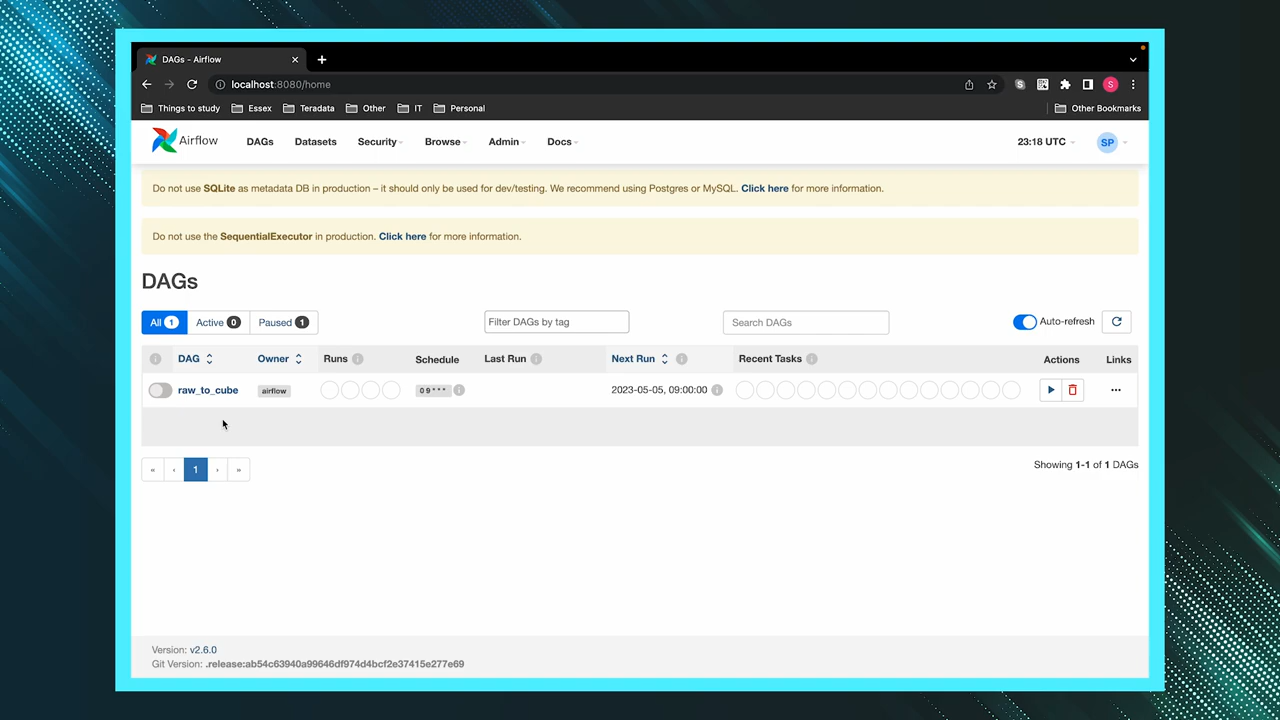 DAGs - Airflow
localhost:8080/home
S
Things to study Essex Teradata Other IT Personal Other Bookmarks
Airflow DAGs Datasets Security Browse Admin Docs 23:18 UTC SP
Do not use SQLite as metadata DB in production – it should only be used for dev/testing. We recommend using Postgres or MySQL. Click here for more information.
Do not use the SequentialExecutor in production. Click here for more information.
DAGs
All 1 Active 0 Paused 1 Filter DAGs by tag Search DAGs Auto-refresh
DAG Owner Runs Schedule Last Run Next Run Recent Tasks Actions Links
raw_to_cube airflow 0 9 * * * 2023-05-05, 09:00:00
« ‹ 1 › » Showing 1-1 of 1 DAGs
Version: v2.6.0
Git Version: .release:ab54c63940a99646df974d4bcf2e37415e277e69